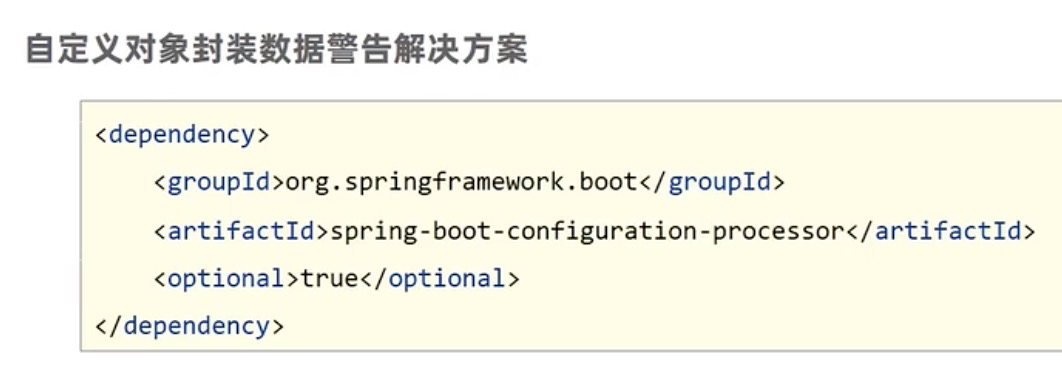 自定义对象封装数据警告解决方案
<dependency>
<groupId>org.springframework.boot</groupId>
<artifactId>spring-boot-configuration-processor</artifactId>
<optional>true</optional>
</dependency>